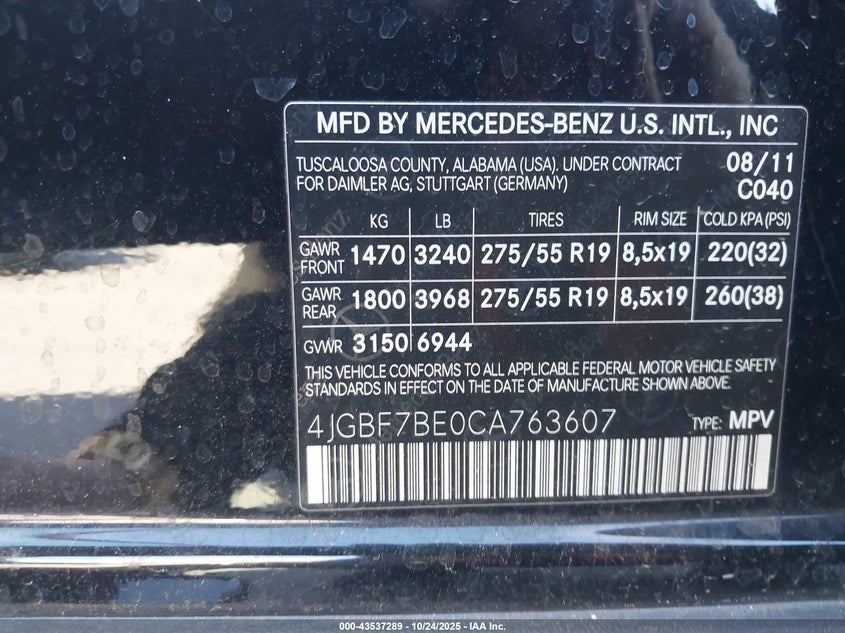 MFD BY MERCEDES-BENZ U.S. INTL., INC
TUSCALOOSA COUNTY, ALABAMA (USA). UNDER CONTRACT 08/11
FOR DAIMLER AG, STUTTGART (GERMANY) C040
KG LB TIRES RIM SIZE COLD KPA (PSI)
GAWR FRONT 1470 3240 275/55 R19 8,5x19 220(32)
GAWR REAR 1800 3968 275/55 R19 8,5x19 260(38)
GVWR 3150 6944
THIS VEHICLE CONFORMS TO ALL APPLICABLE FEDERAL MOTOR VEHICLE SAFETY
STANDARDS IN EFFECT ON THE DATE OF MANUFACTURE SHOWN ABOVE.
4JGBF7BE0CA763607 TYPE: MPV
000-43537289 - 10/24/2025 - IAA Inc.